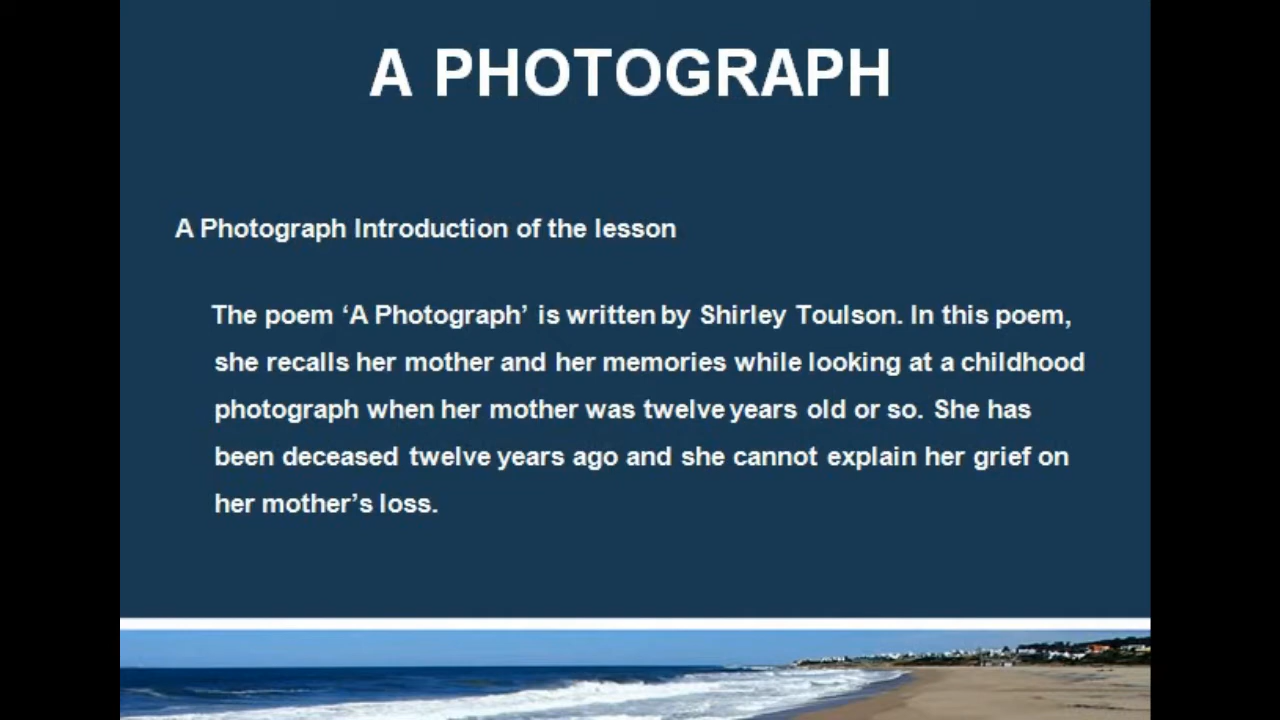 A PHOTOGRAPH
A Photograph Introduction of the lesson
The poem ‘A Photograph’ is written by Shirley Toulson. In this poem,
she recalls her mother and her memories while looking at a childhood
photograph when her mother was twelve years old or so. She has
been deceased twelve years ago and she cannot explain her grief on
her mother’s loss.